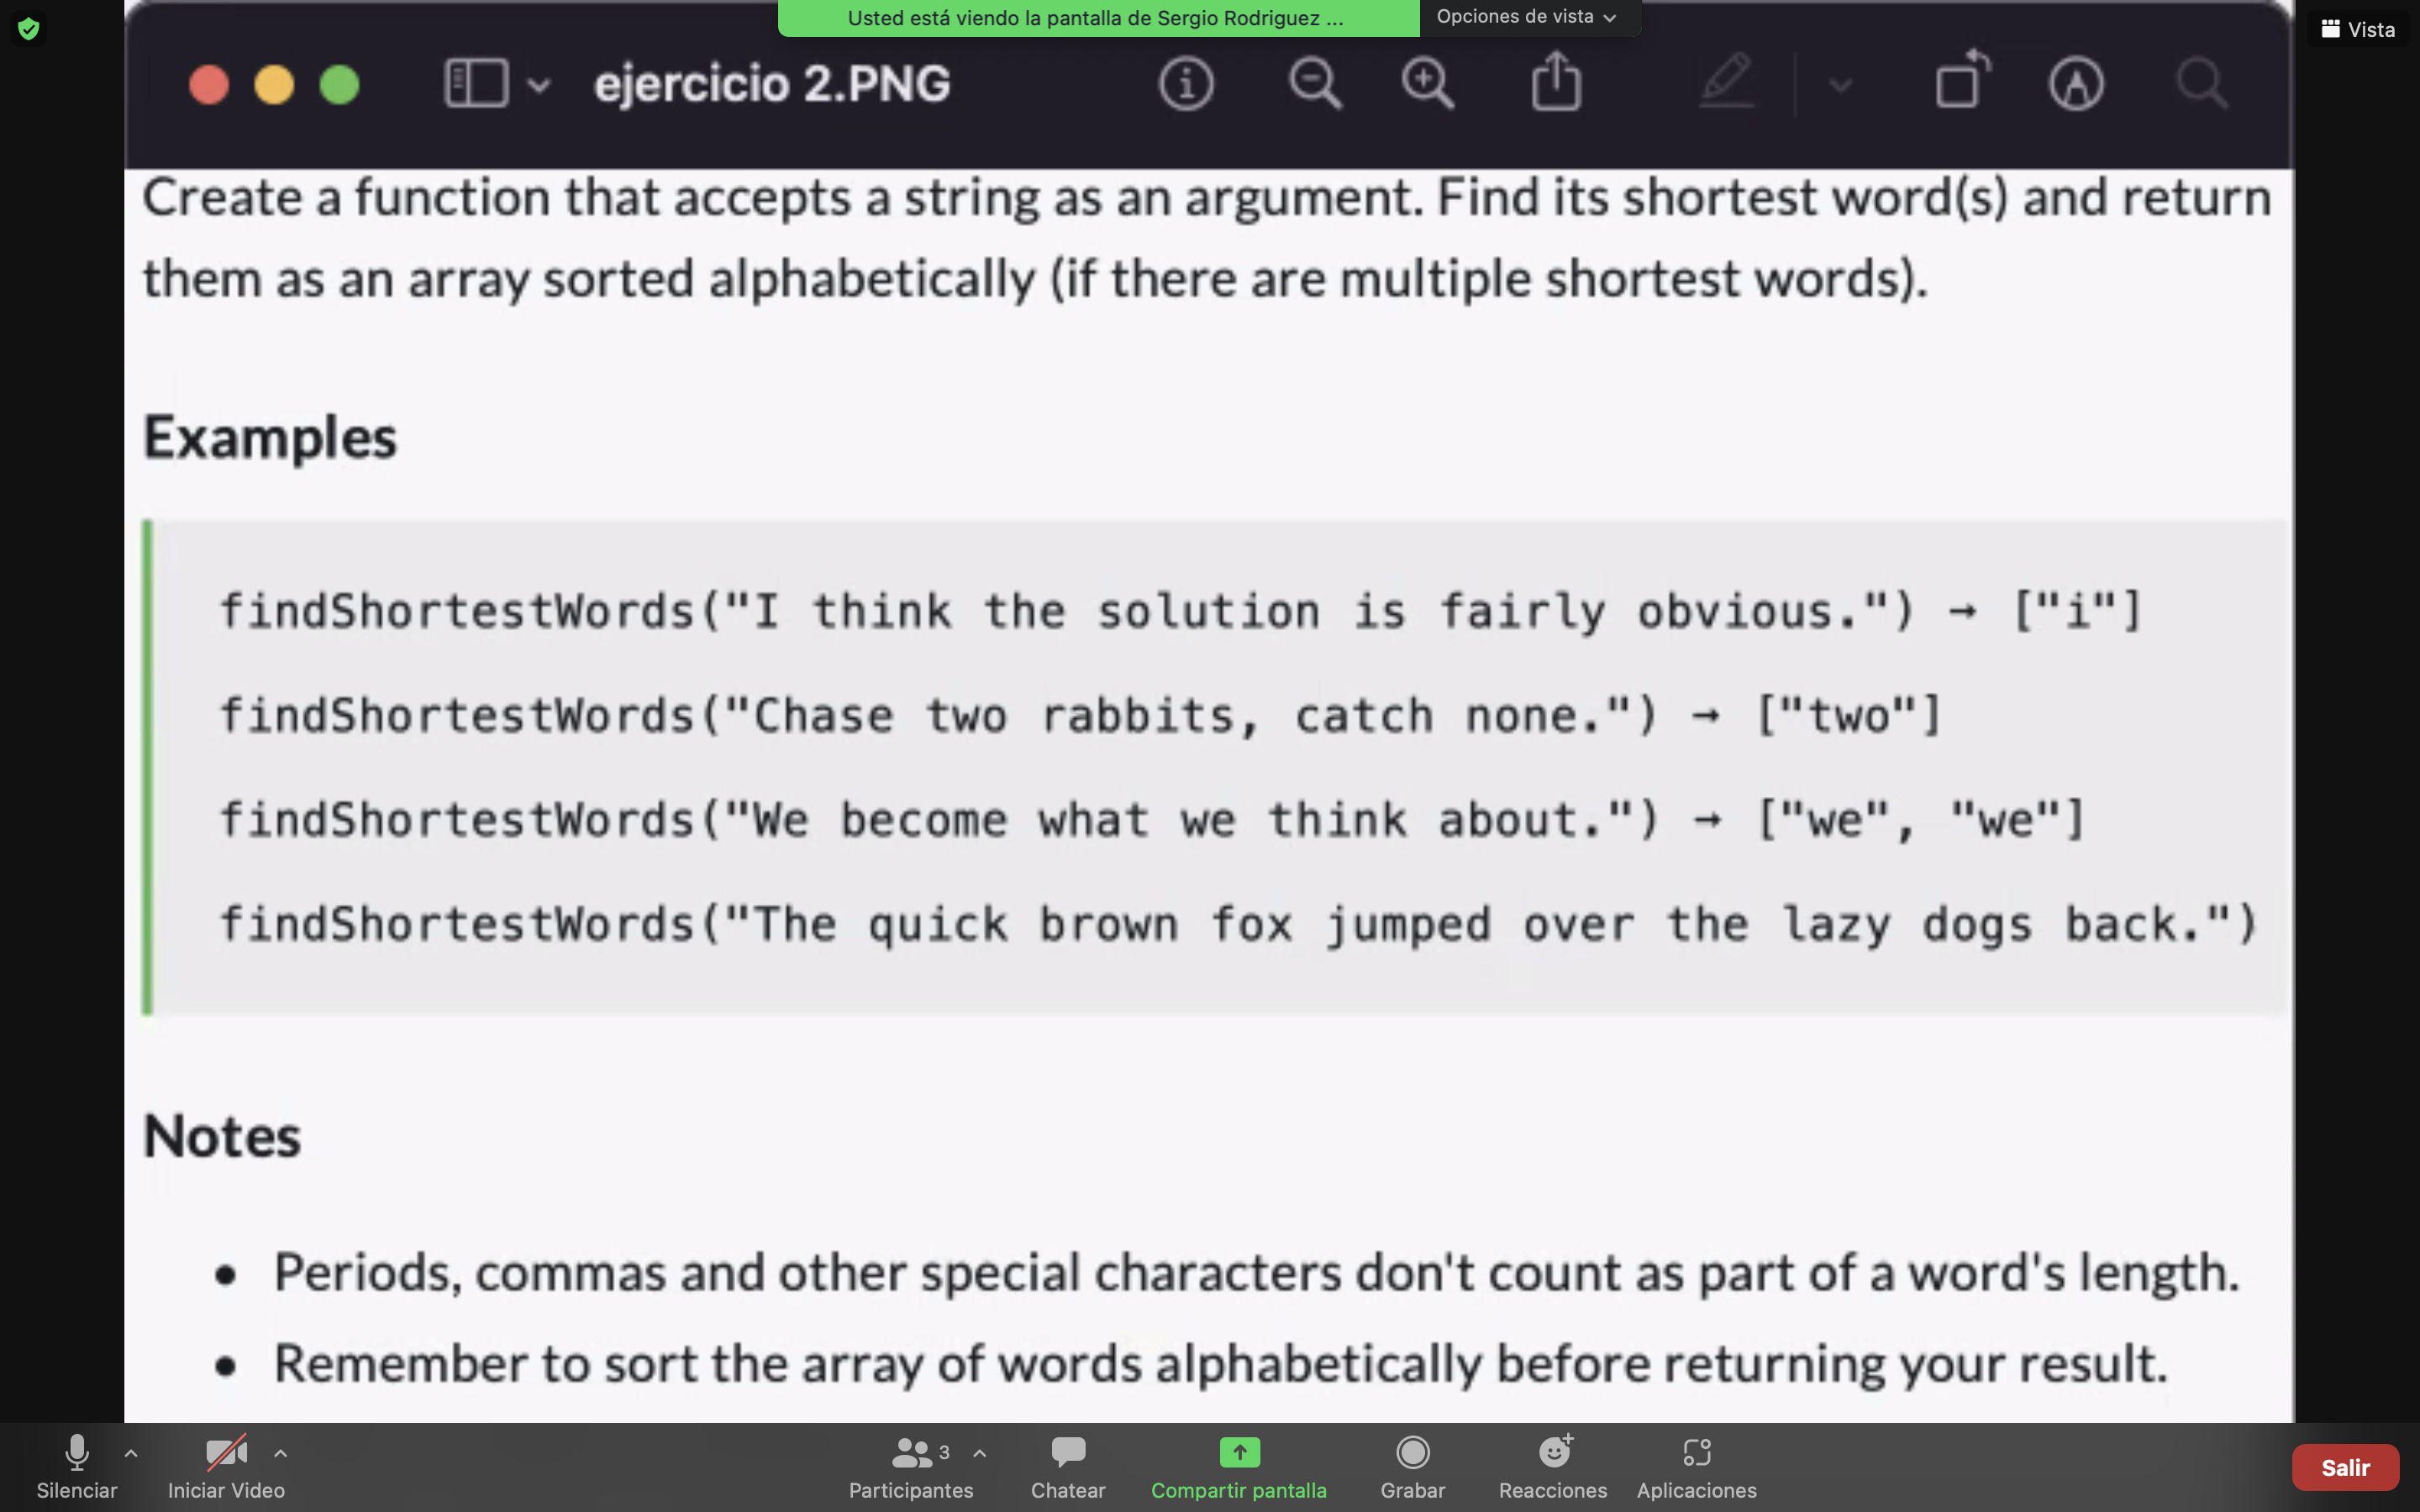 Usted está viendo la pantalla de Sergio Rodriguez ...
Opciones de vista
Vista
ejercicio 2.PNG
Create a function that accepts a string as an argument. Find its shortest word(s) and return
them as an array sorted alphabetically (if there are multiple shortest words).
Examples
findShortestWords("I think the solution is fairly obvious.") → ["i"]
findShortestWords("Chase two rabbits, catch none.") → ["two"]
findShortestWords("We become what we think about.") → ["we", "we"]
findShortestWords("The quick brown fox jumped over the lazy dogs back.")
Notes
• Periods, commas and other special characters don't count as part of a word's length.
• Remember to sort the array of words alphabetically before returning your result.
Silenciar
Iniciar Video
3
Participantes
Chatear
Compartir pantalla
Grabar
Reacciones
Aplicaciones
Salir